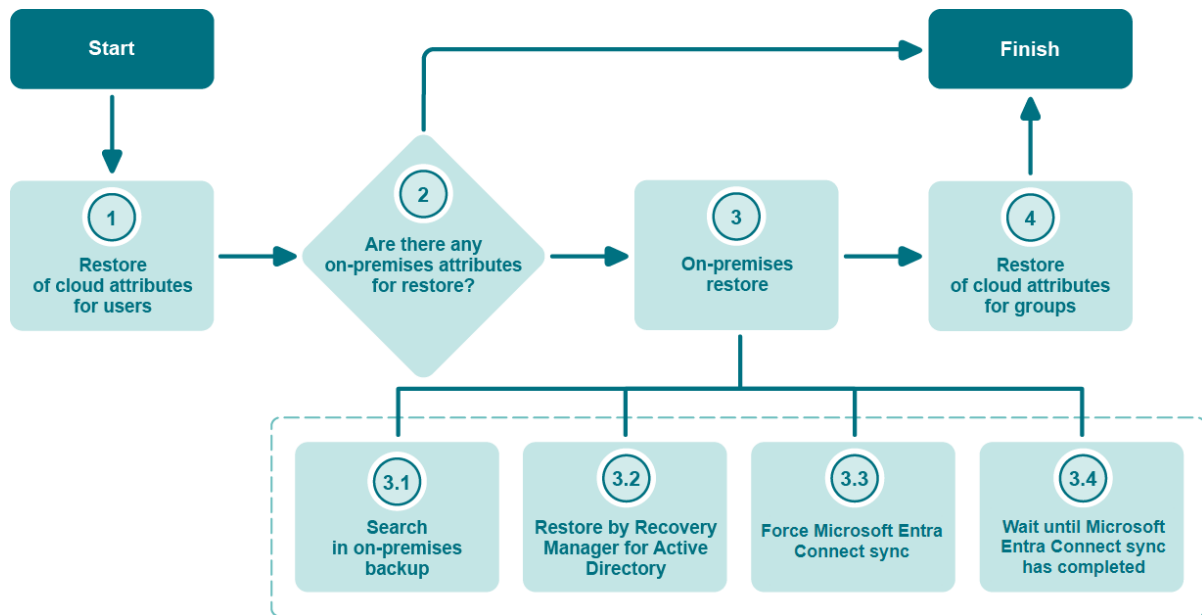 Start
Finish
1
Restore
of cloud attributes
for users
2
Are there any
on-premises attributes
for restore?
3
On-premises
restore
4
Restore
of cloud attributes
for groups
3.1
Search
in on-premises
backup
3.2
Restore by Recovery
Manager for Active
Directory
3.3
Force Microsoft Entra
Connect sync
3.4
Wait until Microsoft
Entra Connect sync
has completed